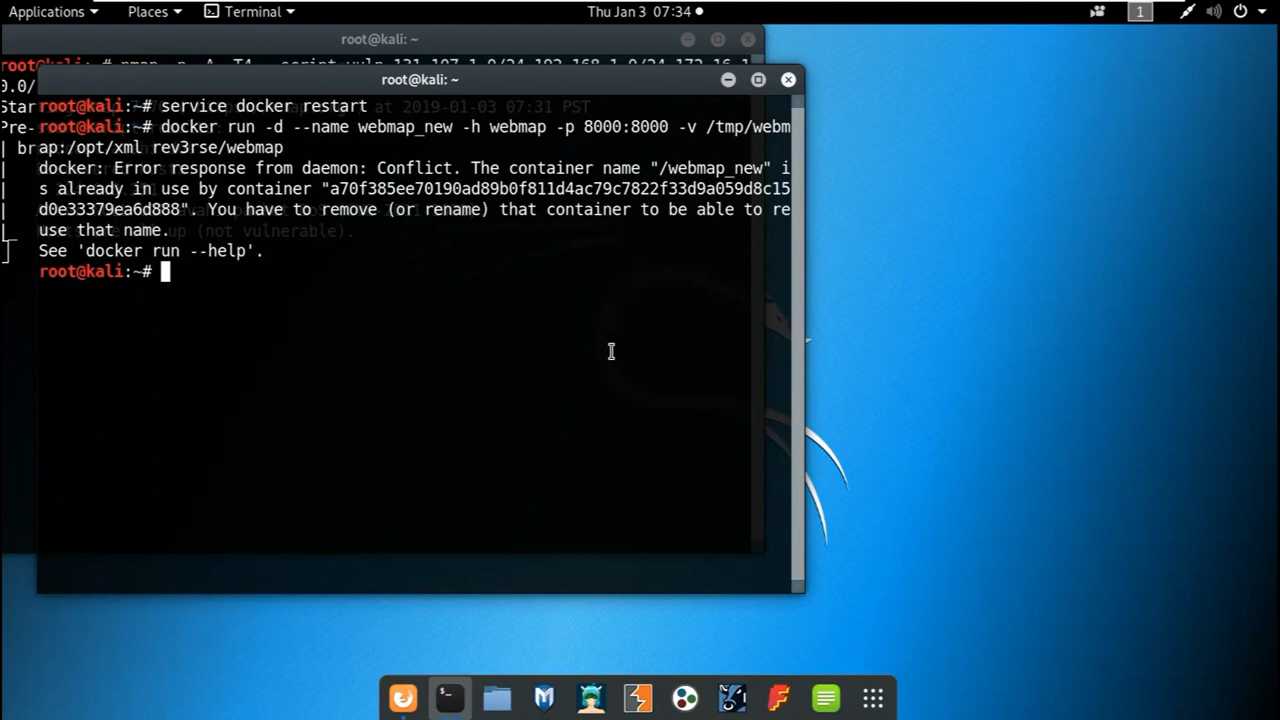 Applications Places Terminal Thu Jan 3 07:34 1
root@kali: ~
root@kali: ~
root@kali:~# service docker restart
root@kali:~# docker run -d --name webmap_new -h webmap -p 8000:8000 -v /tmp/webm
ap:/opt/xml rev3rse/webmap
docker: Error response from daemon: Conflict. The container name "/webmap_new" i
s already in use by container "a70f385ee70190ad89b0f811d4ac79c7822f33d9a059d8c15
d0e33379ea6d888". You have to remove (or rename) that container to be able to re
use that name.
See 'docker run --help'.
root@kali:~#